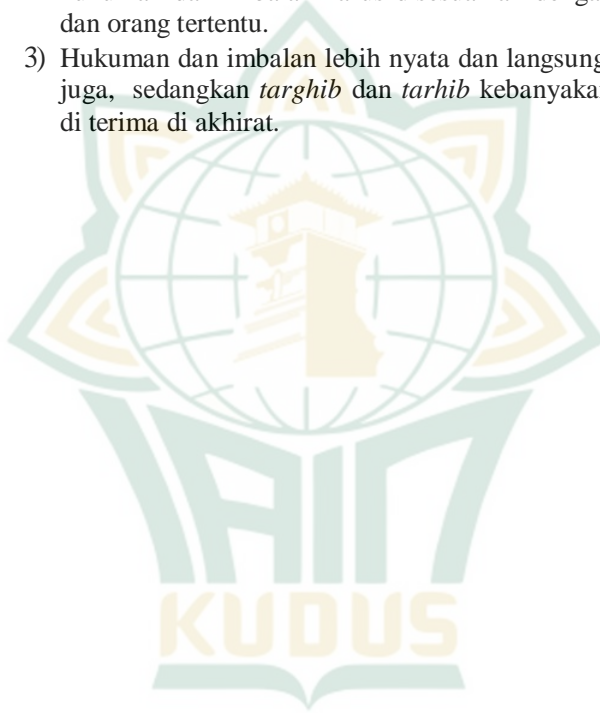 dan orang tertentu.
3) Hukuman dan imbalan lebih nyata dan langsung
juga, sedangkan targhib dan tarhib kebanyakan
di terima di akhirat.
IAIN
KUDUS